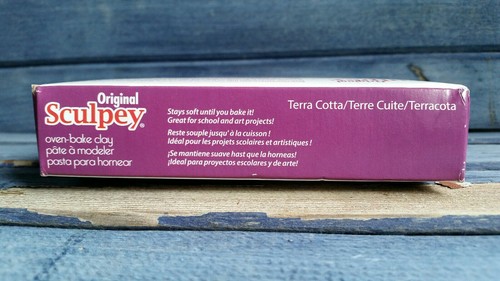 Original
Sculpey®
oven-bake clay
pâte à modeler
pasta para hornear
Stays soft until you bake it!
Great for school and art projects!
Reste souple jusqu' à la cuisson !
Idéal pour les projets scolaires et artistiques !
¡Se mantiene suave hast que la horneas!
¡Ideal para proyectos escolares y de arte!
Terra Cotta/Terre Cuite/Terracota